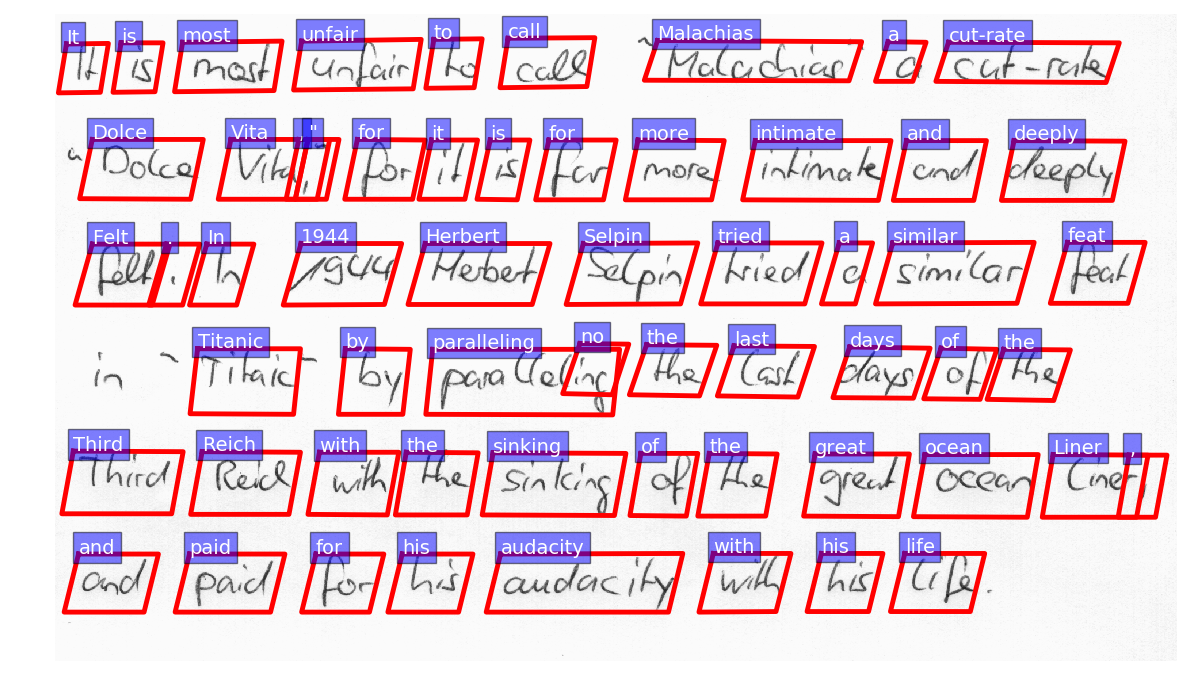 It is most unfair to call Malachias a cut-rate
It is most unfair to call "Malachias" a cut-rate
Dolce Vita , " for it is for more intimate and deeply
"Dolce Vita," for it is far more intimate and deeply
Felt . In 1944 Herbert Selpin tried a similar feat
felt. In 1944 Herbert Selpin tried a similar feat
Titanic by paralleling no the last days of the
in "Titanic" by paralleling the last days of the
Third Reich with the sinking of the great ocean Liner ,
Third Reich with the sinking of the great ocean Liner,
and paid for his audacity with his life
and paid for his audacity with his life.